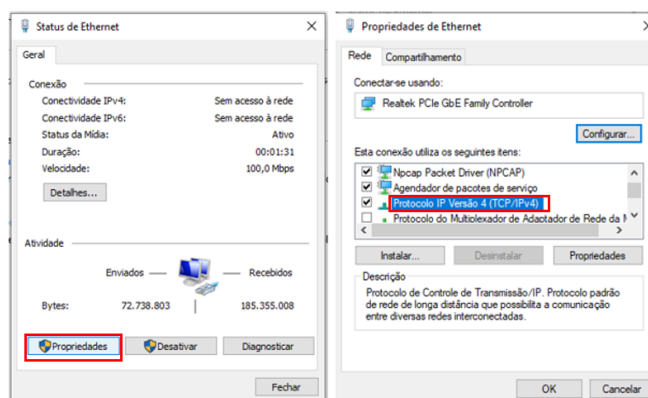 Status de Ethernet
Geral
Conexão
Conectividade IPv4: Sem acesso à rede
Conectividade IPv6: Sem acesso à rede
Status da Mídia: Ativo
Duração: 00:01:31
Velocidade: 100,0 Mbps
Detalhes...
Atividade
Enviados — — Recebidos
Bytes: 72.738.803 | 185.355.008
Propriedades Desativar Diagnosticar
Fechar
Propriedades de Ethernet
Rede Compartilhamento
Conectar-se usando:
Realtek PCIe GbE Family Controller
Configurar...
Esta conexão utiliza os seguintes itens:
Npcap Packet Driver (NPCAP)
Agendador de pacotes de serviço
Protocolo IP Versão 4 (TCP/IPv4)
Protocolo do Multiplexador de Adaptador de Rede da
Instalar... Desinstalar Propriedades
Descrição
Protocolo de Controle de Transmissão/IP. Protocolo padrão
de rede de longa distância que possibilita a comunicação
entre diversas redes interconectadas.
OK Cancelar